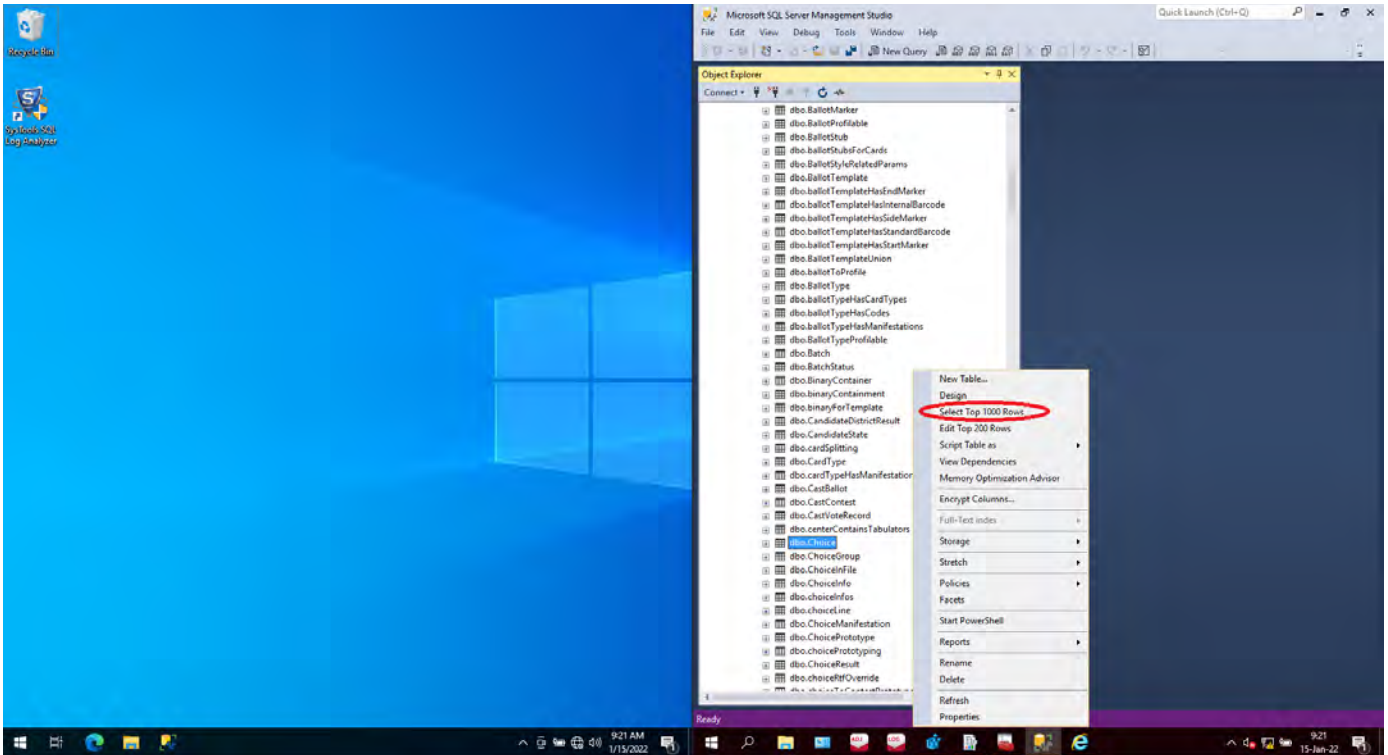 Recycle Bin
SysTools SQL
Log Analyzer
9:21 AM
1/15/2022
Microsoft SQL Server Management Studio
Quick Launch (Ctrl+Q)
File Edit View Debug Tools Window Help
New Query
Object Explorer
Connect
dbo.BallotMarker
dbo.BallotProfilable
dbo.BallotStub
dbo.ballotStubsForCards
dbo.BallotStyleRelatedParams
dbo.BallotTemplate
dbo.ballotTemplateHasEndMarker
dbo.ballotTemplateHasInternalBarcode
dbo.ballotTemplateHasSideMarker
dbo.ballotTemplateHasStandardBarcode
dbo.ballotTemplateHasStartMarker
dbo.BallotTemplateUnion
dbo.ballotToProfile
dbo.BallotType
dbo.ballotTypeHasCardTypes
dbo.ballotTypeHasCodes
dbo.ballotTypeHasManifestations
dbo.BallotTypeProfilable
dbo.Batch
dbo.BatchStatus
dbo.BinaryContainer
dbo.binaryContainment
dbo.binaryForTemplate
dbo.CandidateDistrictResult
dbo.CandidateState
dbo.cardSplitting
dbo.CardType
dbo.cardTypeHasManifestation
dbo.CastBallot
dbo.CastContest
dbo.CastVoteRecord
dbo.centerContainsTabulators
dbo.Choice
dbo.ChoiceGroup
dbo.ChoiceInFile
dbo.ChoiceInfo
dbo.choiceInfos
dbo.choiceLine
dbo.ChoiceManifestation
dbo.ChoicePrototype
dbo.choicePrototyping
dbo.ChoiceResult
dbo.choiceRtfOverride
New Table...
Design
Select Top 1000 Rows
Edit Top 200 Rows
Script Table as
View Dependencies
Memory Optimization Advisor
Encrypt Columns...
Full-Text index
Storage
Stretch
Policies
Facets
Start PowerShell
Reports
Rename
Delete
Refresh
Properties
Ready
9:21
15-Jan-22